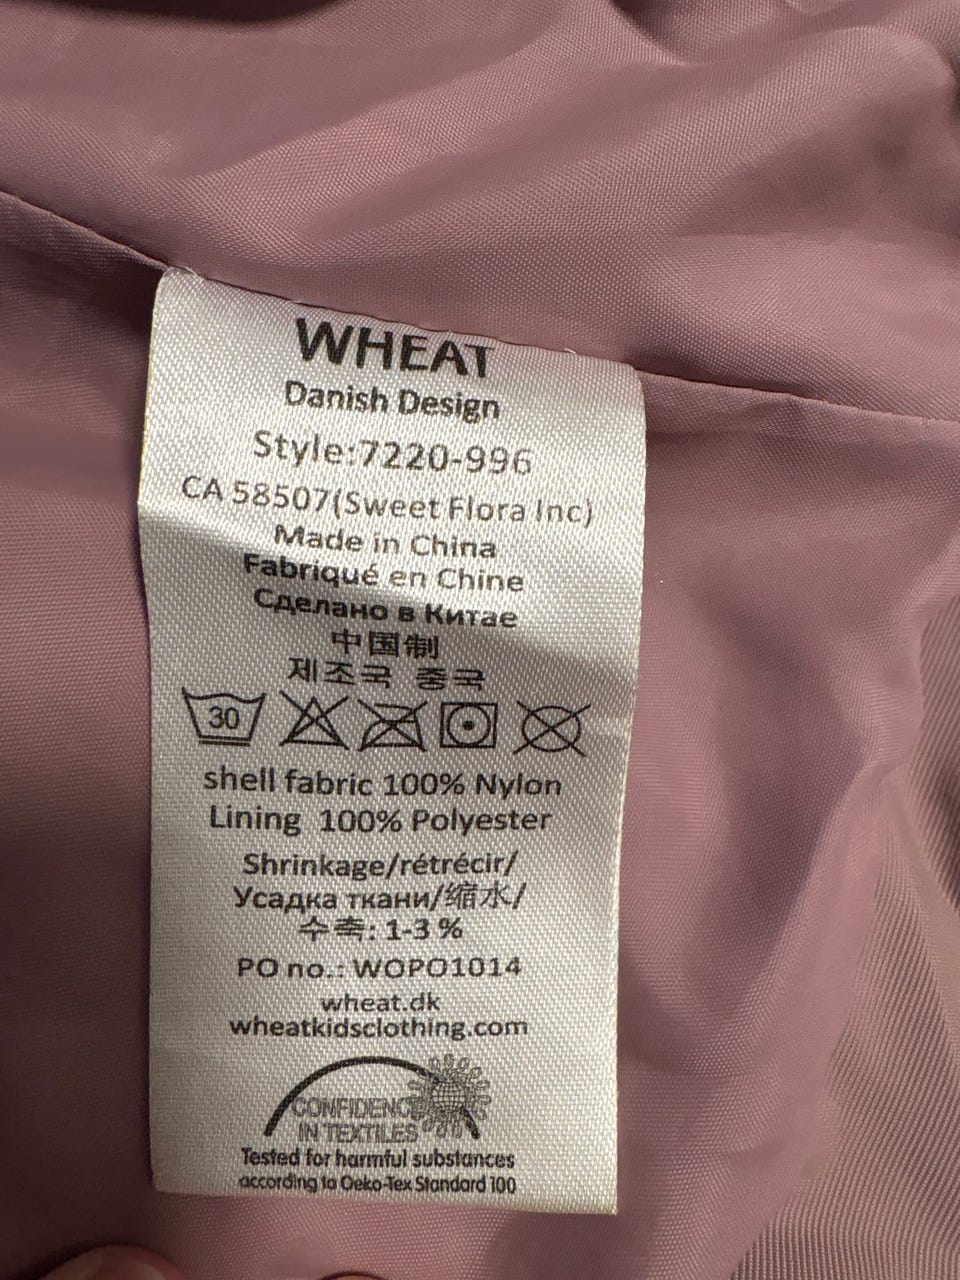 WHEAT
Danish Design
Style:7220-996
CA 58507(Sweet Flora Inc)
Made in China
Fabriqué en Chine
Сделано в Китае
中国制
제조국 중국
30
shell fabric 100% Nylon
Lining 100% Polyester
Shrinkage/rétrécir/
Усадка ткани/缩水/
수축: 1-3 %
PO no.: WOPO1014
wheat.dk
wheatkidsclothing.com
CONFIDENCE
IN TEXTILES
Tested for harmful substances
according to Oeko-Tex Standard 100